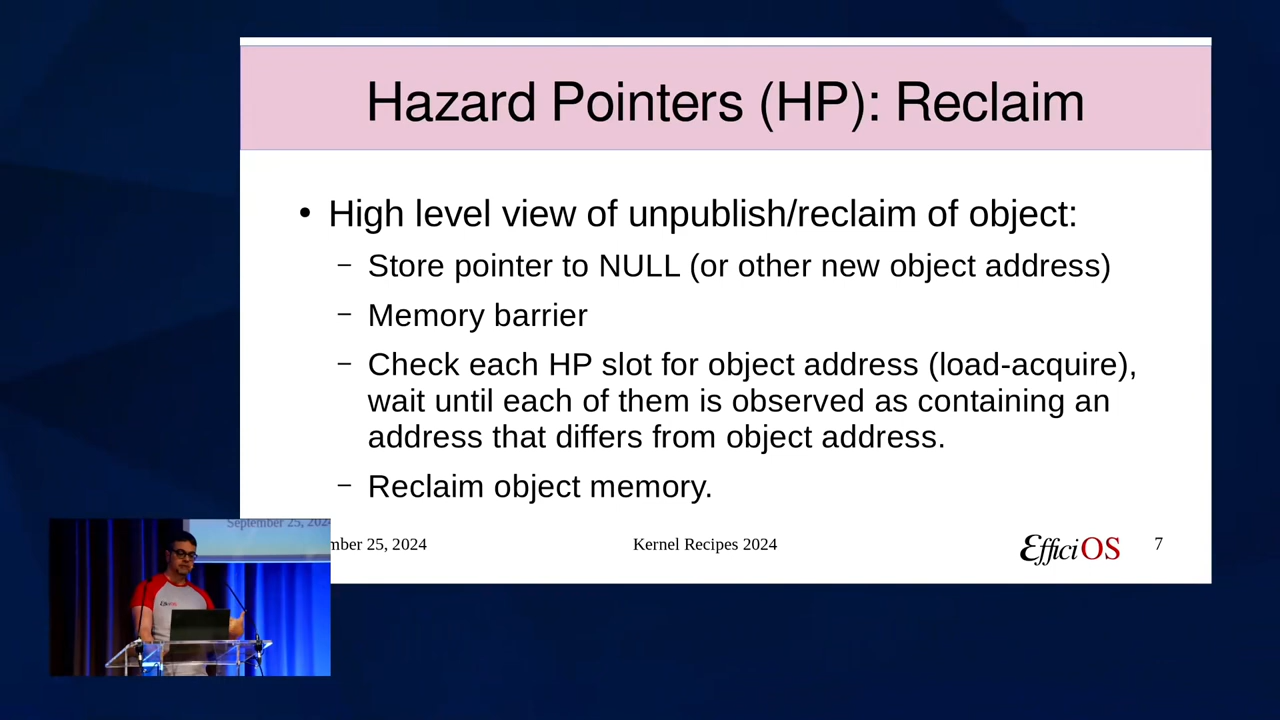 Hazard Pointers (HP): Reclaim
• High level view of unpublish/reclaim of object:
– Store pointer to NULL (or other new object address)
– Memory barrier
– Check each HP slot for object address (load-acquire),
wait until each of them is observed as containing an
address that differs from object address.
– Reclaim object memory.
September 25, 202
mber 25, 2024
Kernel Recipes 2024
EfficiOS
7